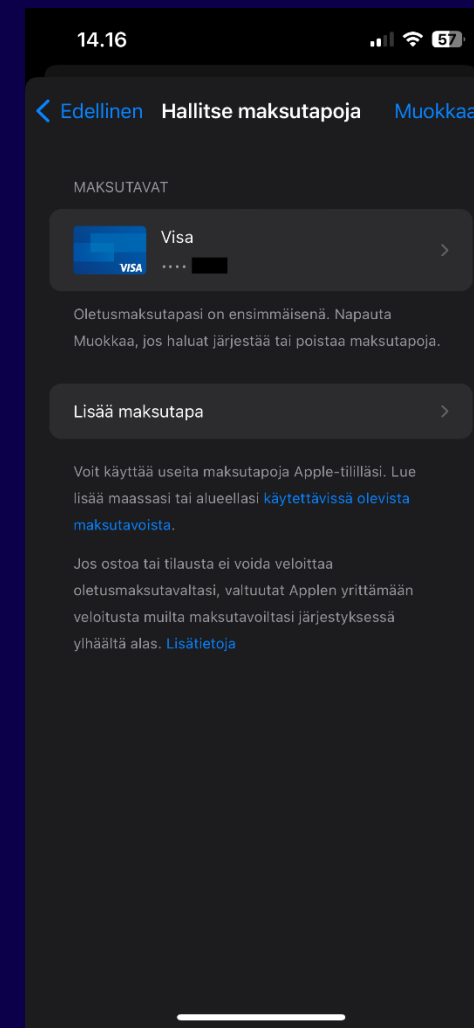 14.16
57
Edellinen Hallitse maksutapoja Muokkaa
MAKSUTAVAT
Visa
VISA
....
Oletusmaksutapasi on ensimmäisenä. Napauta
Muokkaa, jos haluat järjestää tai poistaa maksutapoja.
Lisää maksutapa
Voit käyttää useita maksutapoja Apple-tililläsi. Lue
lisää maassasi tai alueellasi käytettävissä olevista
maksutavoista.
Jos ostoa tai tilausta ei voida veloittaa
oletusmaksutavaltasi, valtuutat Applen yrittämään
veloitusta muilta maksutavoiltasi järjestyksessä
ylhäältä alas. Lisätietoja